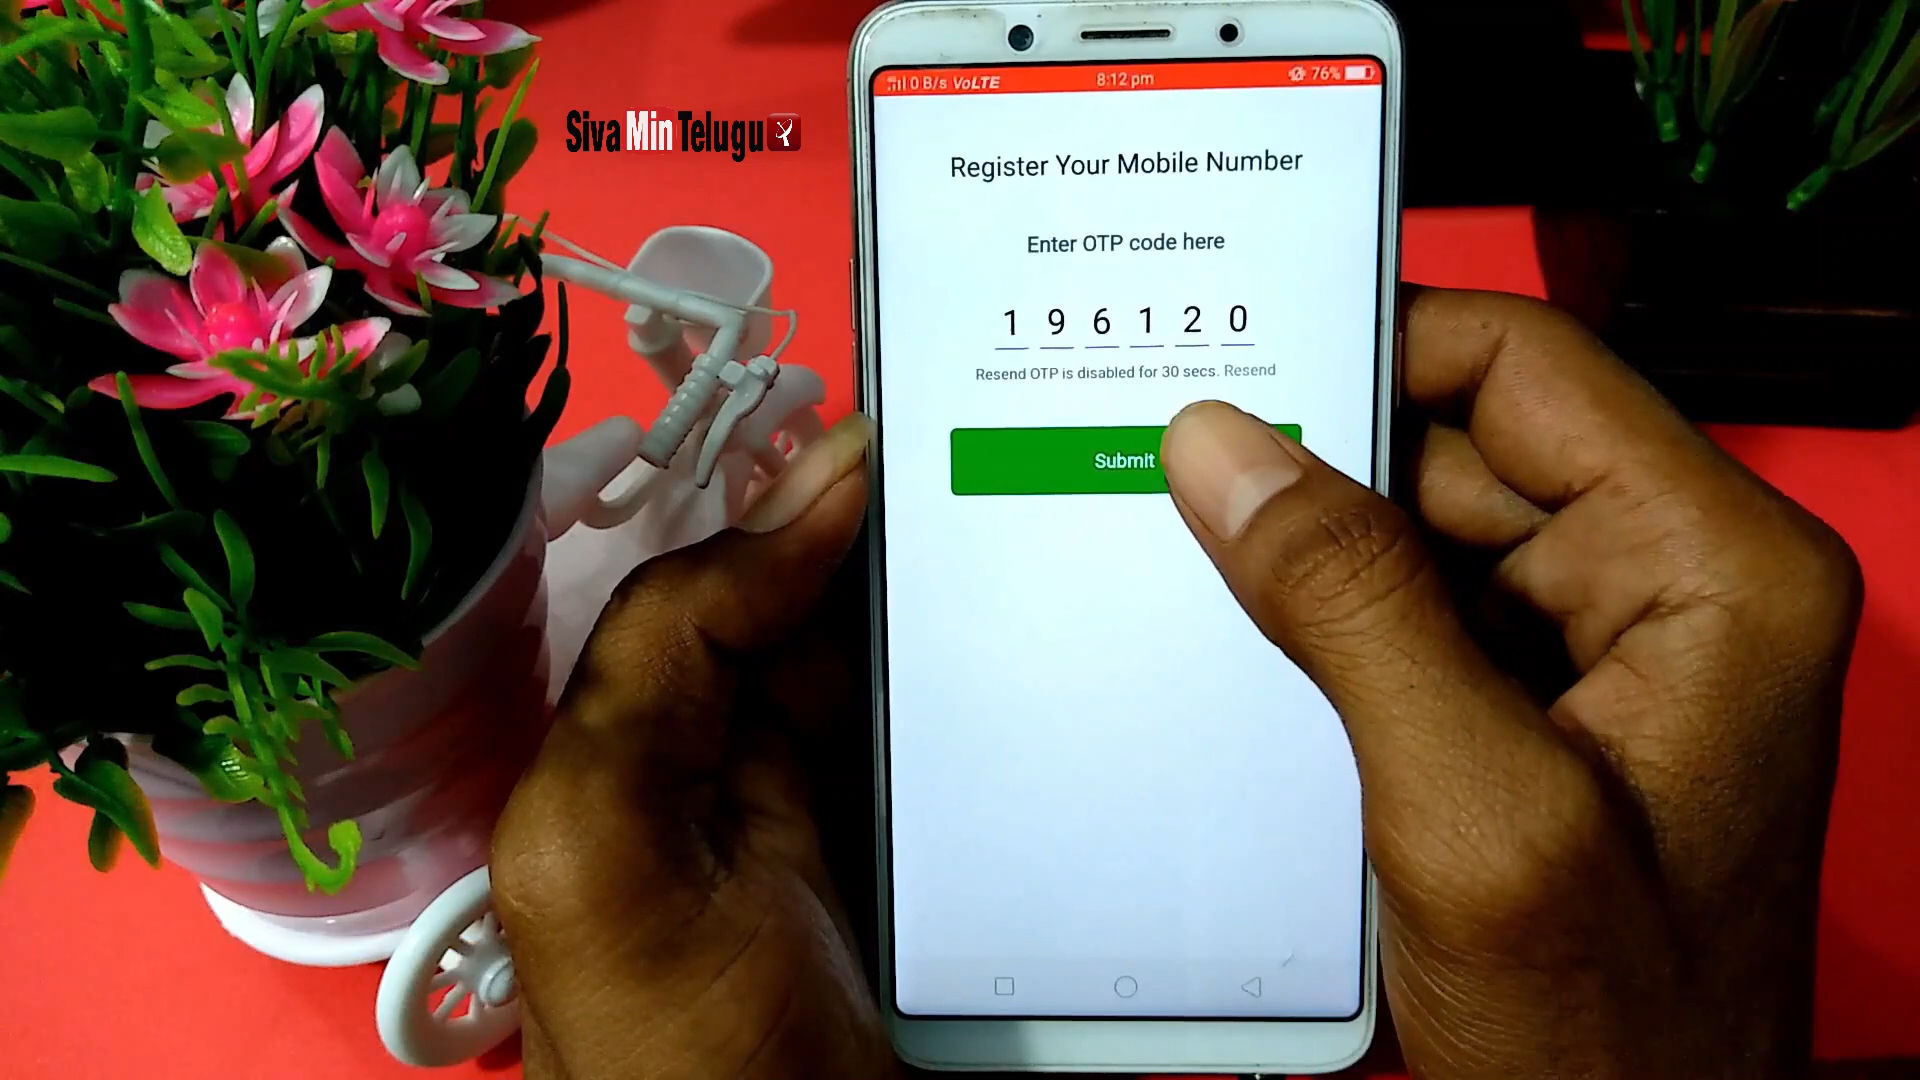 Siva Min Telugu
0 B/s VoLTE 8:12 pm 76%
Register Your Mobile Number
Enter OTP code here
1 9 6 1 2 0
Resend OTP is disabled for 30 secs. Resend
Submit